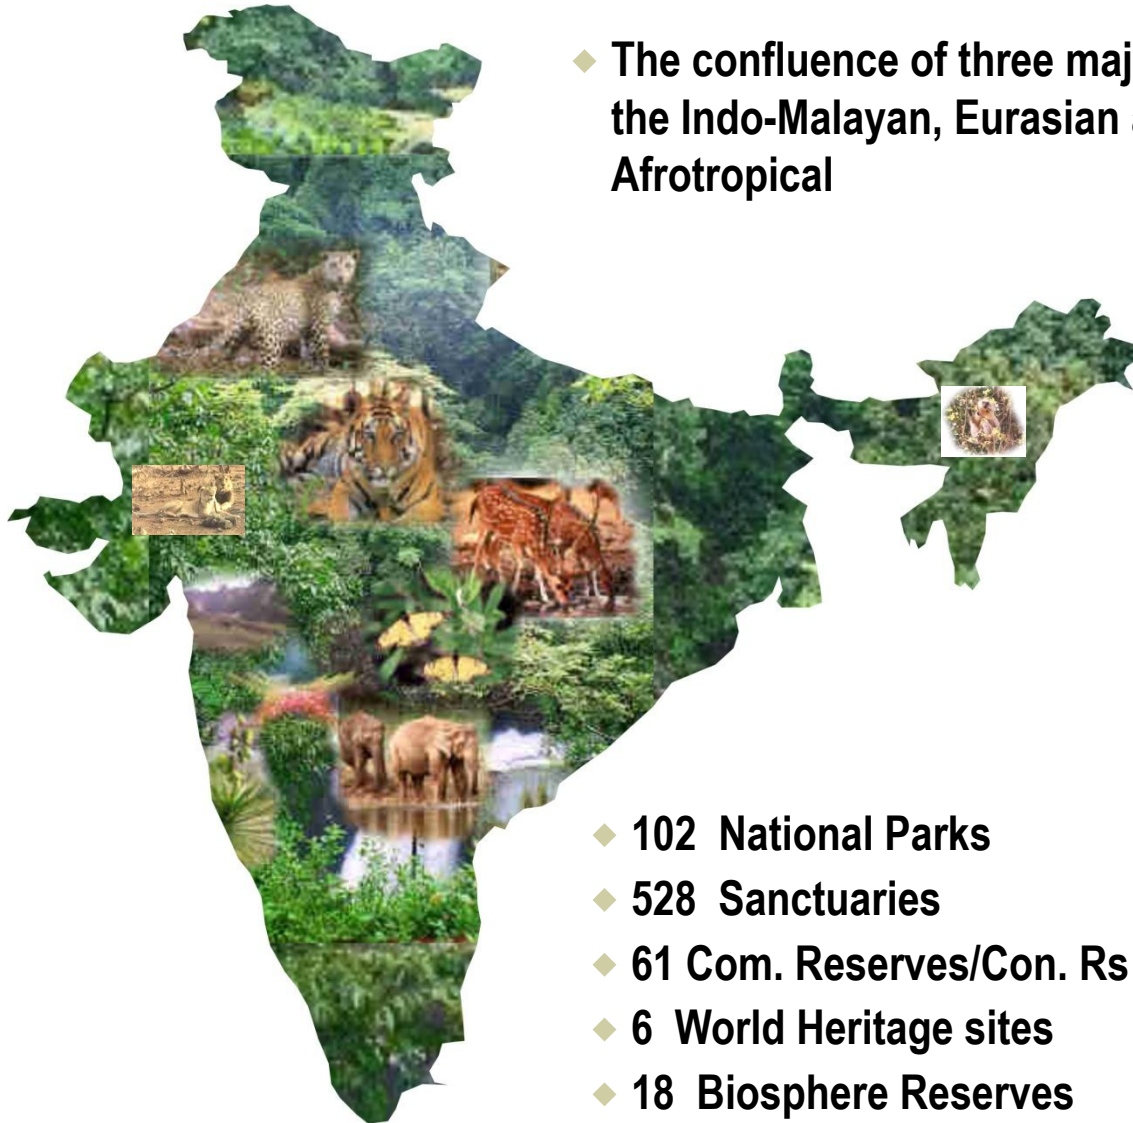 The confluence of three maj
the Indo-Malayan, Eurasian
Afrotropical
102 National Parks
528 Sanctuaries
61 Com. Reserves/Con. Rs
6 World Heritage sites
18 Biosphere Reserves